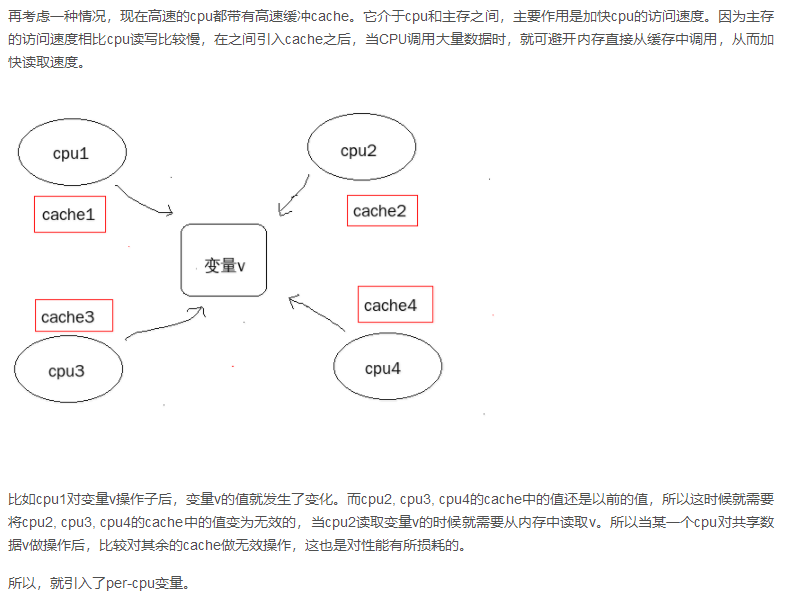 再考虑一种情况，现在高速的cpu都带有高速缓冲cache。它介于cpu和主存之间，主要作用是加快cpu的访问速度。因为主存
的访问速度相比cpu读写比较慢，在之间引入cache之后，当CPU调用大量数据时，就可避开内存直接从缓存中调用，从而加
快读取速度。
cpu1
cpu2
cache1
cache2
变量v
cache3
cache4
cpu3
cpu4
比如cpu1对变量v操作子后，变量v的值就发生了变化。而cpu2, cpu3, cpu4的cache中的值还是以前的值，所以这时候就需要
将cpu2, cpu3, cpu4的cache中的值变为无效的，当cpu2读取变量v的时候就需要从内存中读取v。所以当某一个cpu对共享数
据v做操作后，比较对其余的cache做无效操作，这也是对性能有所损耗的。
所以，就引入了per-cpu变量。